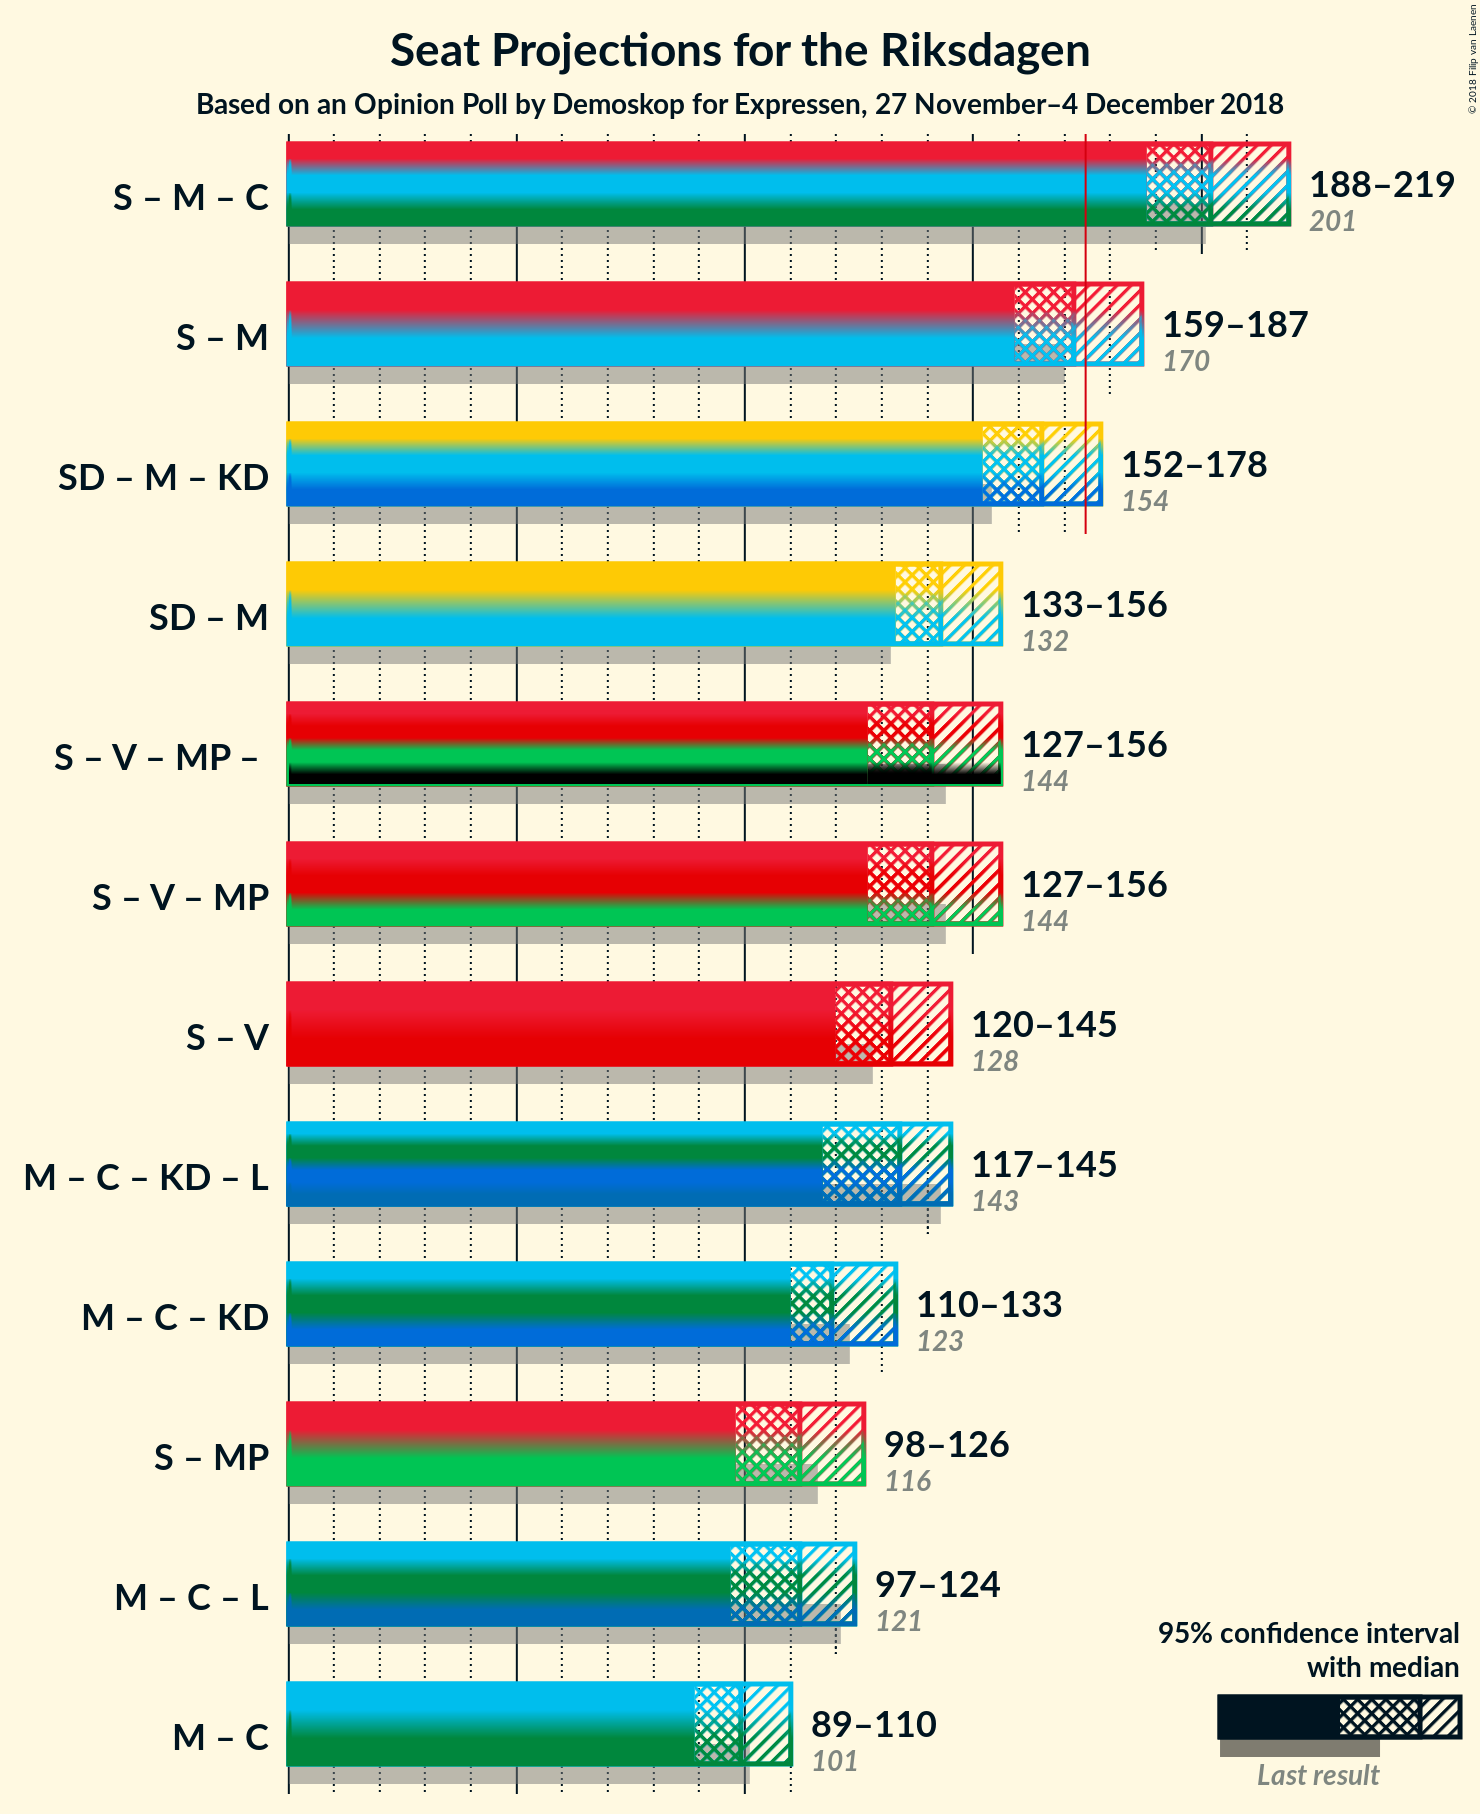 © 2018 Filip van Laenen
Seat Projections for the Riksdagen
Based on an Opinion Poll by Demoskop for Expressen, 27 November–4 December 2018
S – M – C
188–219
201
S – M
159–187
170
SD – M – KD
152–178
154
SD – M
133–156
132
S – V – MP –
127–156
144
S – V – MP
127–156
144
S – V
120–145
128
M – C – KD – L
117–145
143
M – C – KD
110–133
123
S – MP
98–126
116
M – C – L
97–124
121
M – C
89–110
101
95% confidence interval
with median
Last result